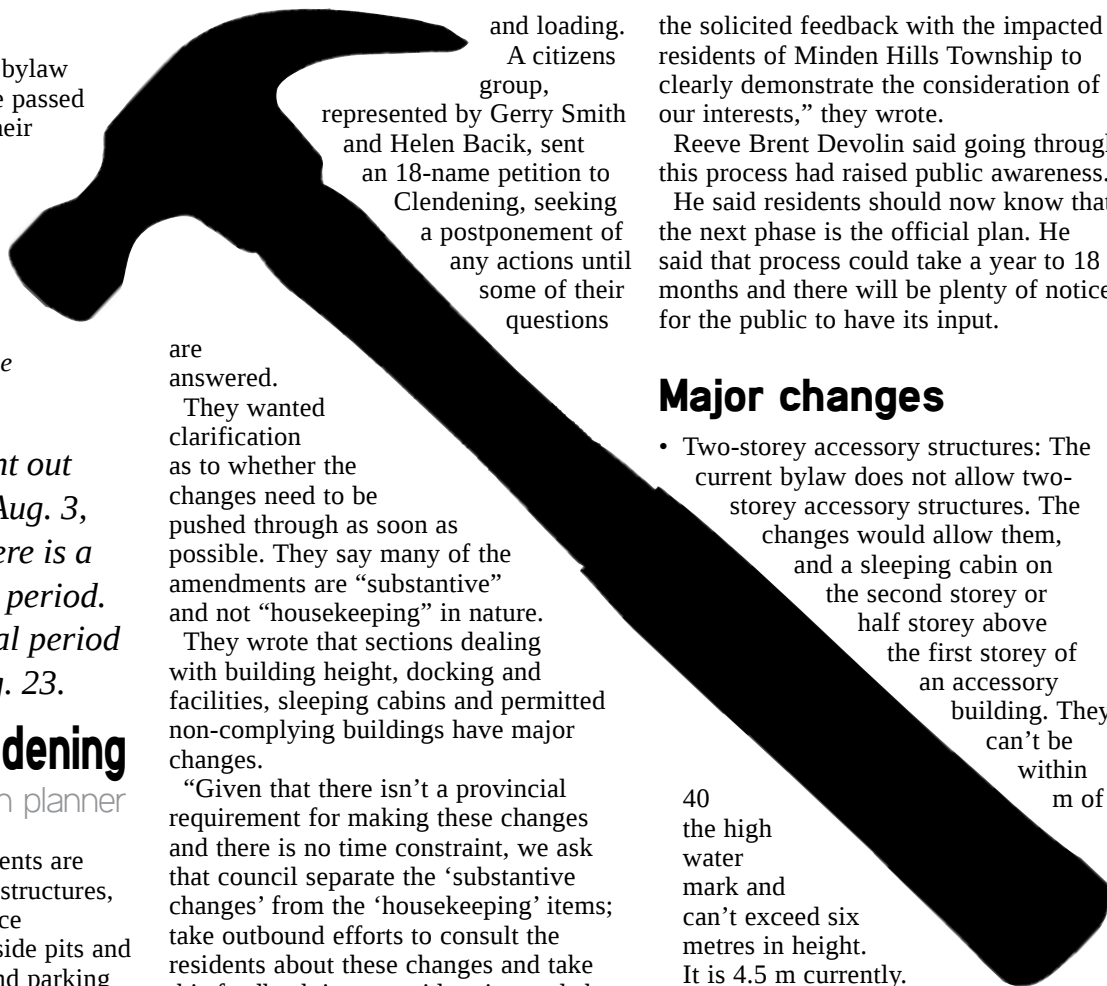 bylaw
passed
are
structures,
side pits and
parking
out
Aug. 3,
is a
period.
period
23.
planner
and loading.
A citizens
group,
represented by Gerry Smith
and Helen Bacik, sent
an 18-name petition to
Clendening, seeking
a postponement of
any actions until
some of their
questions
are
answered.
They wanted
clarification
as to whether the
changes need to be
pushed through as soon as
possible. They say many of the
amendments are “substantive”
and not “housekeeping” in nature.
They wrote that sections dealing
with building height, docking and
facilities, sleeping cabins and permitted
non-complying buildings have major
changes.
“Given that there isn’t a provincial
requirement for making these changes
and there is no time constraint, we ask
that council separate the ‘substantive
changes’ from the ‘housekeeping’ items;
take outbound efforts to consult the
residents about these changes and take
the solicited feedback with the impacted
residents of Minden Hills Township to
clearly demonstrate the consideration of
our interests,” they wrote.
Reeve Brent Devolin said going through
this process had raised public awareness.
He said residents should now know that
the next phase is the official plan. He
said that process could take a year to 18
months and there will be plenty of notice
for the public to have its input.
Major changes
• Two-storey accessory structures: The
current bylaw does not allow two-
storey accessory structures. The
changes would allow them,
and a sleeping cabin on
the second storey or
half storey above
the first storey of
an accessory
building. They
can’t be
within
40 m of
the high
water
mark and
can’t exceed six
metres in height.
It is 4.5 m currently.